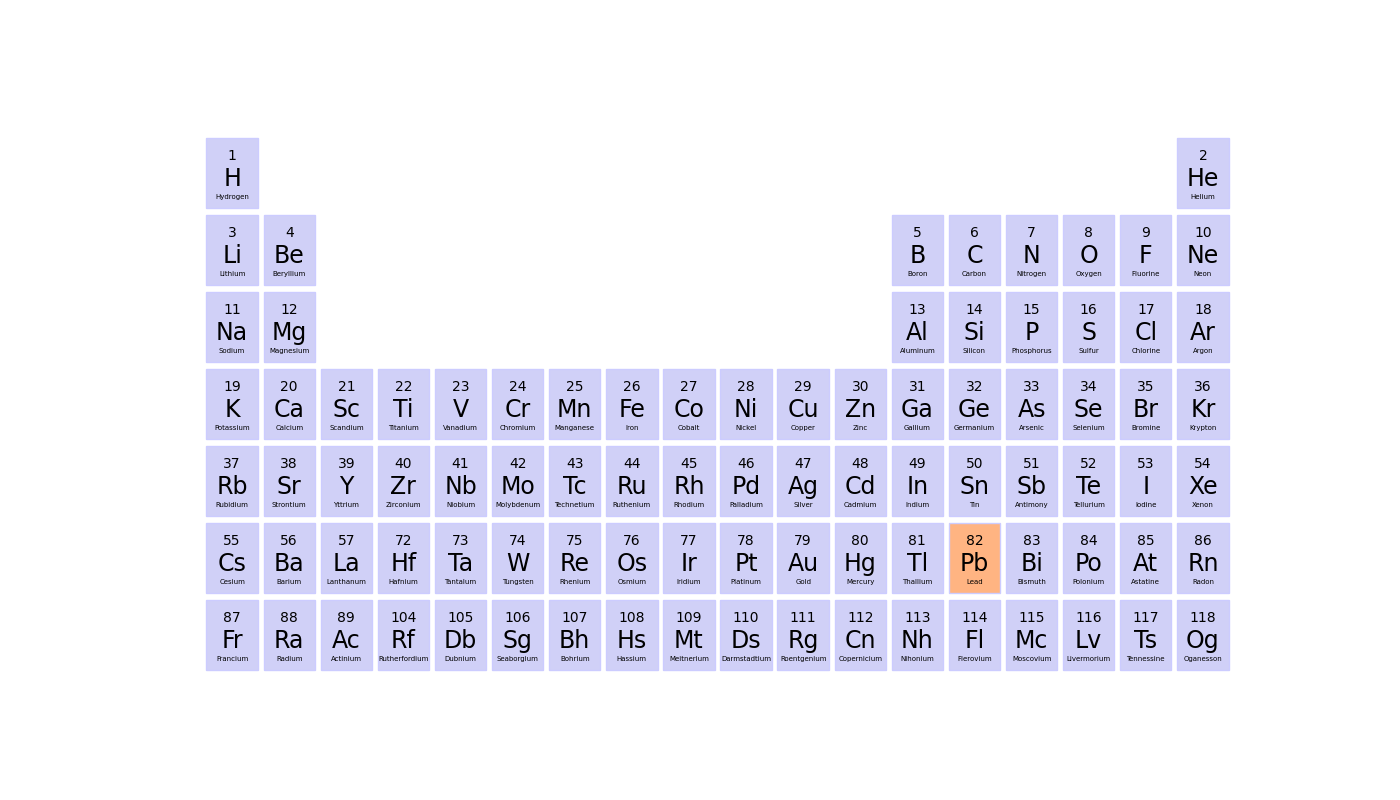 1 2
H He
Hydrogen Helium
3 4 5 6 7 8 9 10
Li Be B C N O F Ne
Lithium Beryllium Boron Carbon Nitrogen Oxygen Fluorine Neon
11 12 13 14 15 16 17 18
Na Mg Al Si P S Cl Ar
Sodium Magnesium Aluminum Silicon Phosphorus Sulfur Chlorine Argon
19 20 21 22 23 24 25 26 27 28 29 30 31 32 33 34 35 36
K Ca Sc Ti V Cr Mn Fe Co Ni Cu Zn Ga Ge As Se Br Kr
Potassium Calcium Scandium Titanium Vanadium Chromium Manganese Iron Cobalt Nickel Copper Zinc Gallium Germanium Arsenic Selenium Bromine Krypton
37 38 39 40 41 42 43 44 45 46 47 48 49 50 51 52 53 54
Rb Sr Y Zr Nb Mo Tc Ru Rh Pd Ag Cd In Sn Sb Te I Xe
Rubidium Strontium Yttrium Zirconium Niobium Molybdenum Technetium Ruthenium Rhodium Palladium Silver Cadmium Indium Tin Antimony Tellurium Iodine Xenon
55 56 57 72 73 74 75 76 77 78 79 80 81 82 83 84 85 86
Cs Ba La Hf Ta W Re Os Ir Pt Au Hg Tl Pb Bi Po At Rn
Cesium Barium Lanthanum Hafnium Tantalum Tungsten Rhenium Osmium Iridium Platinum Gold Mercury Thallium Lead Bismuth Polonium Astatine Radon
87 88 89 104 105 106 107 108 109 110 111 112 113 114 115 116 117 118
Fr Ra Ac Rf Db Sg Bh Hs Mt Ds Rg Cn Nh Fl Mc Lv Ts Og
Francium Radium Actinium Rutherfordium Dubnium Seaborgium Bohrium Hassium Meitnerium Darmstadtium Roentgenium Copernicium Nihonium Flerovium Moscovium Livermorium Tennessine Oganesson